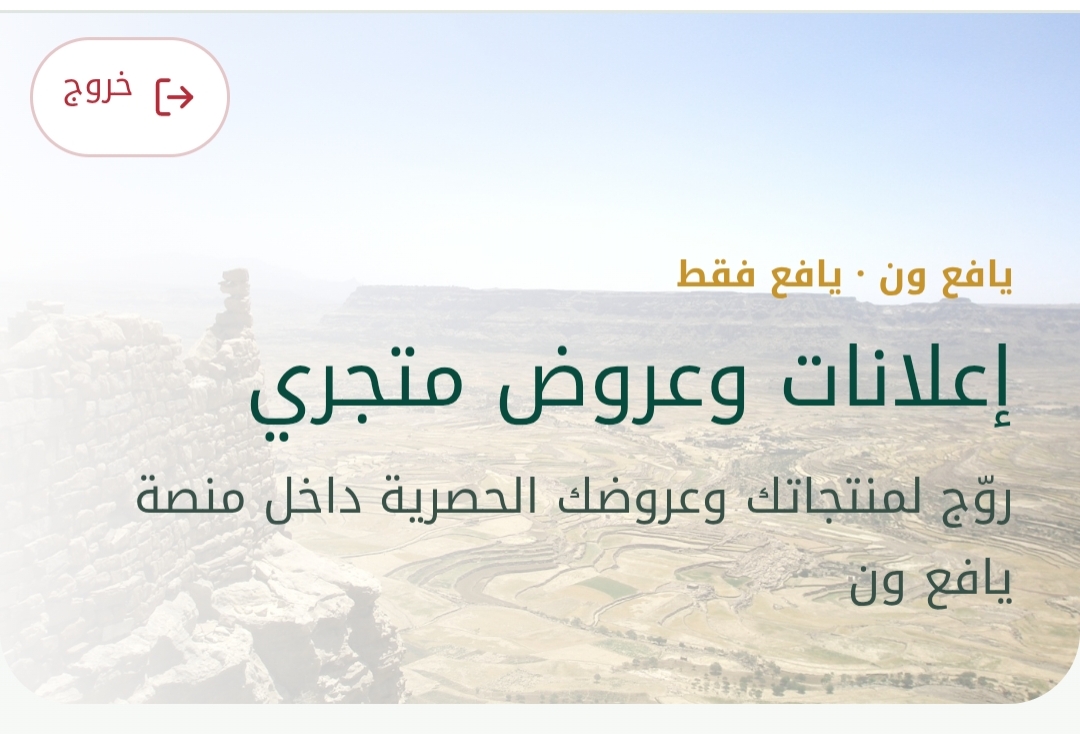 خروج
يافع ون · يافع فقط
إعلانات وعروض متجري
روّج لمنتجاتك وعروضك الحصرية داخل منصة
يافع ون